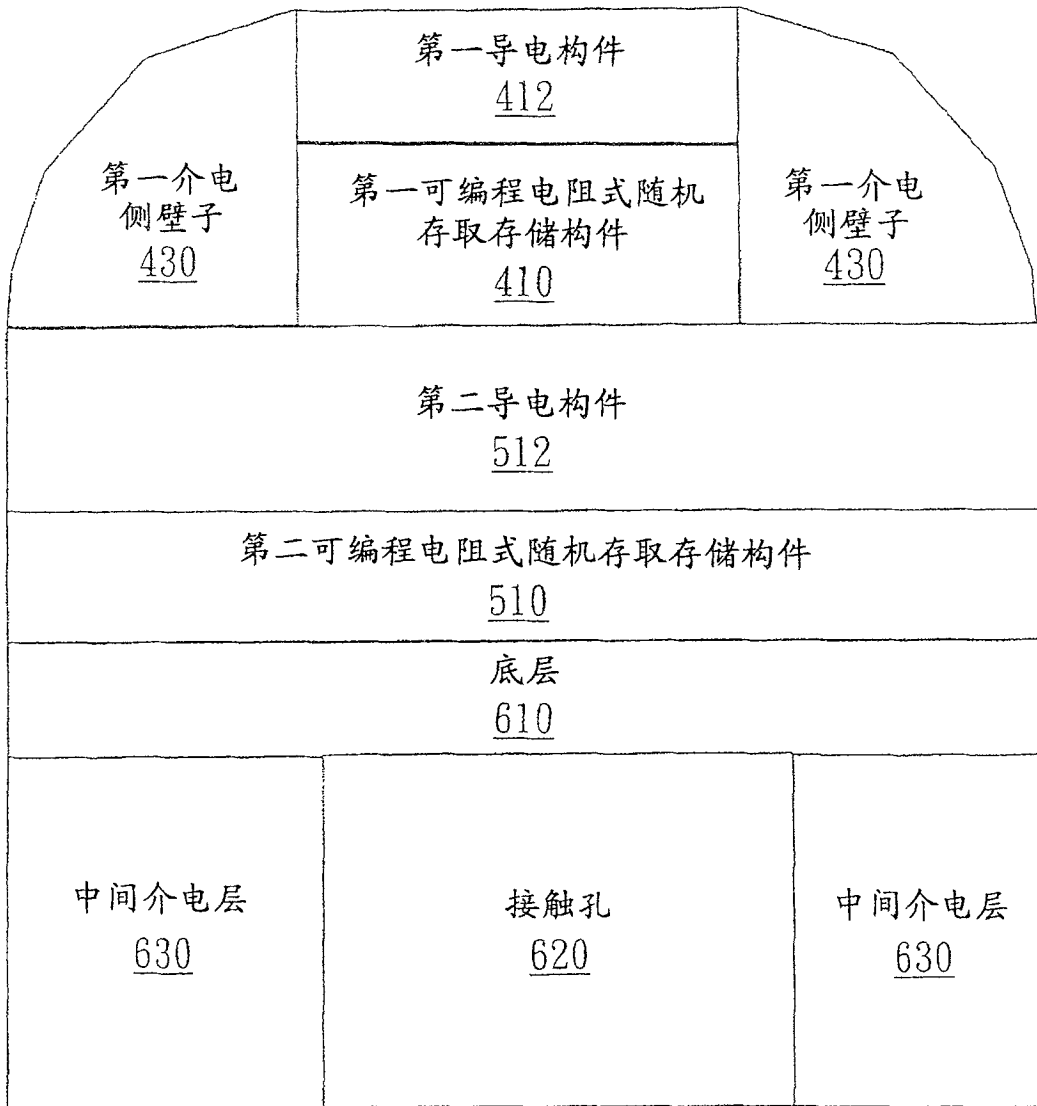 第一导电构件
412
第一介电
侧壁子
430
第一可编程电阻式随机
存取存储构件
410
第一介电
侧壁子
430
第二导电构件
512
第二可编程电阻式随机存取存储构件
510
底层
610
中间介电层
630
接触孔
620
中间介电层
630